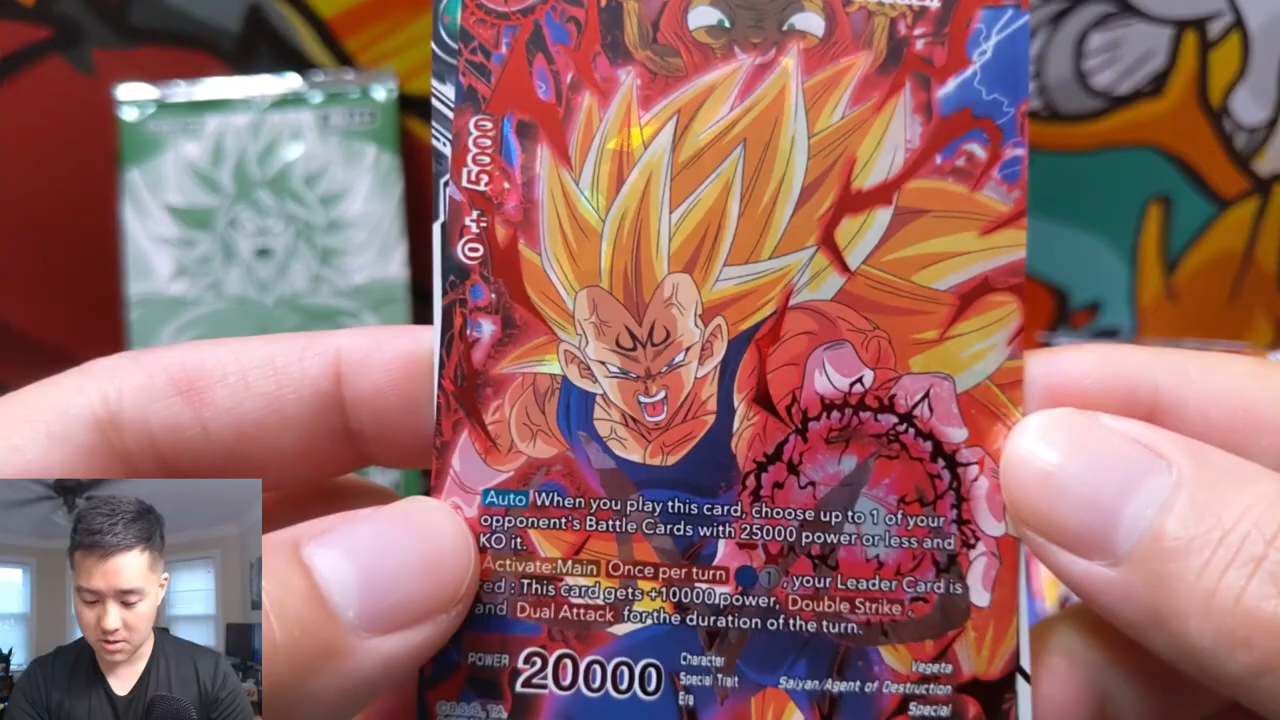 0 + 5000
Auto When you play this card, choose up to 1 of your
opponent's Battle Cards with 25000 power or less and
KO it.
Activate:Main Once per turn 1, your Leader Card is
red : This card gets +10000 power, Double Strike,
and Dual Attack for the duration of the turn.
POWER 20000
Character Vegeta
Special Trait Saiyan/Agent of Destruction
Era Special
©B.S./S., T.A.